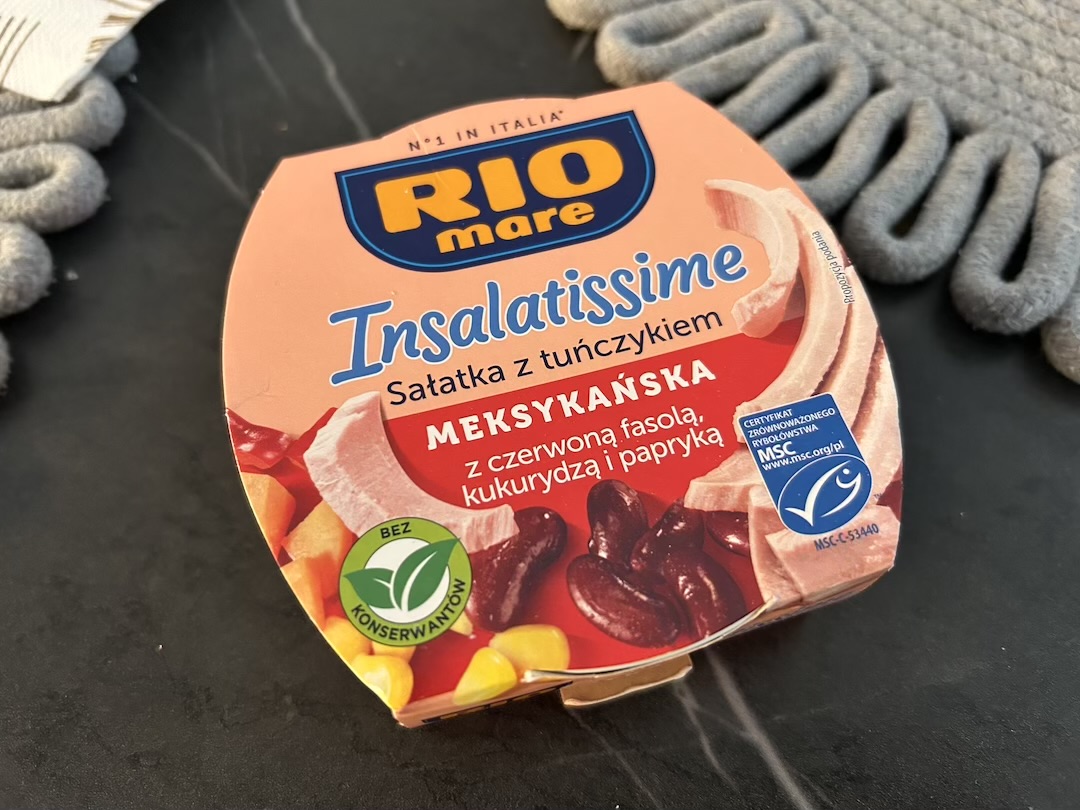 N°1 IN ITALIA*
RIO
mare
Insalatissime
Sałatka z tuńczykiem
MEKSYKAŃSKA
z czerwoną fasolą,
kukurydzą i papryką
Propozycja podania
CERTYFIKAT
ZRÓWNOWAŻONEGO
RYBOŁÓWSTWA
MSC
www.msc.org/pl
TM
MSC-C-53440
BEZ
KONSERWANTÓW